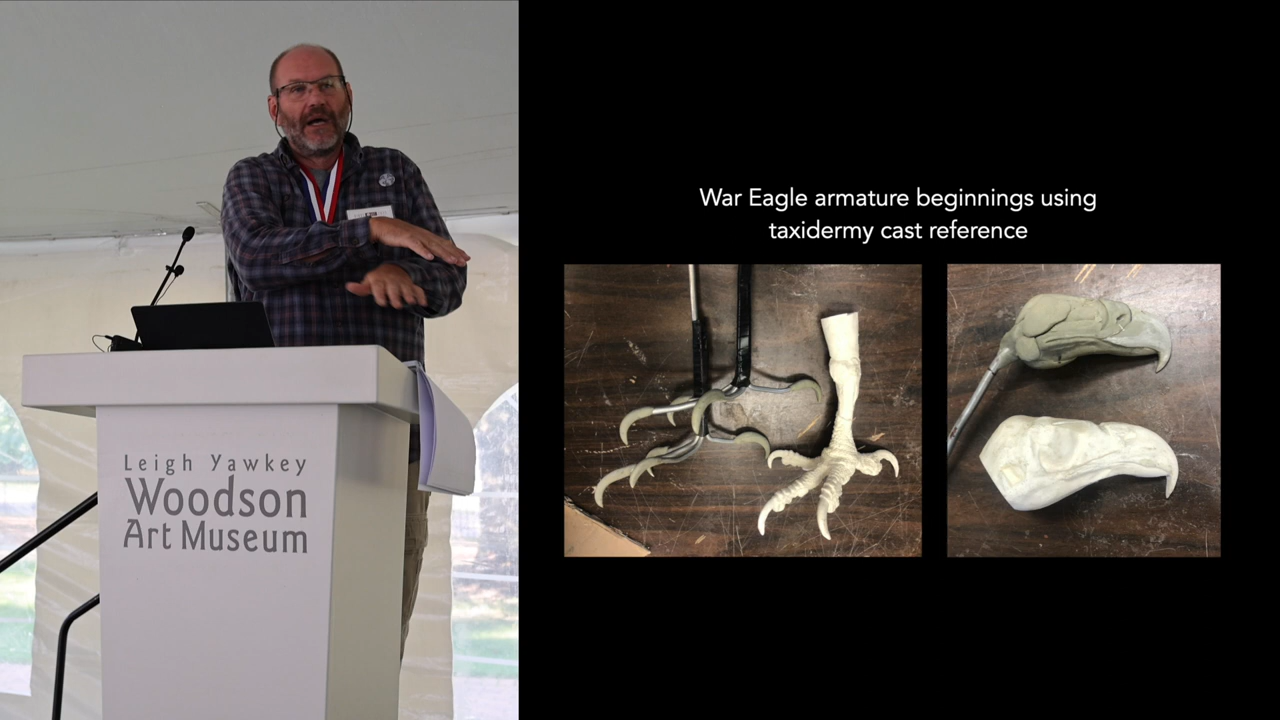 War Eagle armature beginnings using
taxidermy cast reference
Leigh Yawkey
Woodson
Art Museum